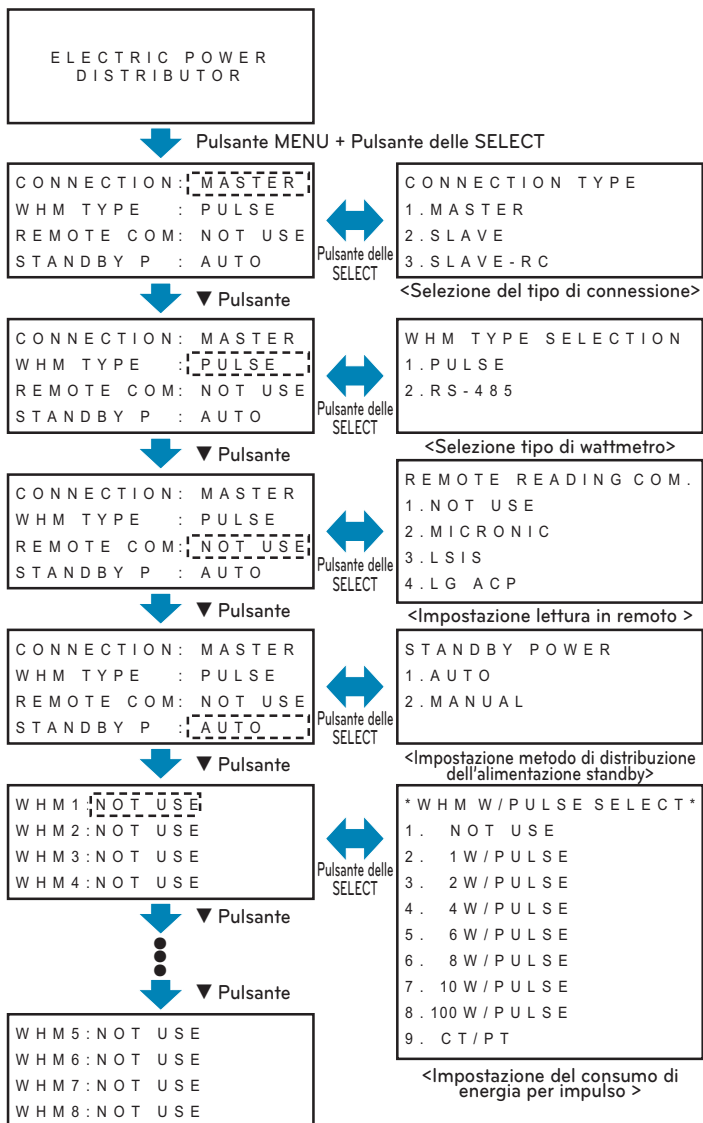 ELECTRIC POWER
DISTRIBUTOR
Pulsante MENU + Pulsante delle SELECT
CONNECTION: MASTER
WHM TYPE : PULSE
REMOTE COM: NOT USE
STANDBY P : AUTO
Pulsante delle
SELECT
CONNECTION TYPE
1.MASTER
2.SLAVE
3.SLAVE-RC
<Selezione del tipo di connessione>
▼ Pulsante
CONNECTION: MASTER
WHM TYPE : PULSE
REMOTE COM: NOT USE
STANDBY P : AUTO
Pulsante delle
SELECT
WHM TYPE SELECTION
1.PULSE
2.RS-485
<Selezione tipo di wattmetro>
▼ Pulsante
CONNECTION: MASTER
WHM TYPE : PULSE
REMOTE COM: NOT USE
STANDBY P : AUTO
Pulsante delle
SELECT
REMOTE READING COM.
1.NOT USE
2.MICRONIC
3.LSIS
4.LG ACP
<Impostazione lettura in remoto >
▼ Pulsante
CONNECTION: MASTER
WHM TYPE : PULSE
REMOTE COM: NOT USE
STANDBY P : AUTO
Pulsante delle
SELECT
STANDBY POWER
1.AUTO
2.MANUAL
<Impostazione metodo di distribuzione
dell'alimentazione standby>
▼ Pulsante
WHM1:NOT USE
WHM2:NOT USE
WHM3:NOT USE
WHM4:NOT USE
Pulsante delle
SELECT
*WHM W/PULSE SELECT*
1. NOT USE
2. 1W/PULSE
3. 2W/PULSE
4. 4W/PULSE
5. 6W/PULSE
6. 8W/PULSE
7. 10W/PULSE
8.100W/PULSE
9. CT/PT
<Impostazione del consumo di
energia per impulso >
▼ Pulsante
▼ Pulsante
WHM5:NOT USE
WHM6:NOT USE
WHM7:NOT USE
WHM8:NOT USE